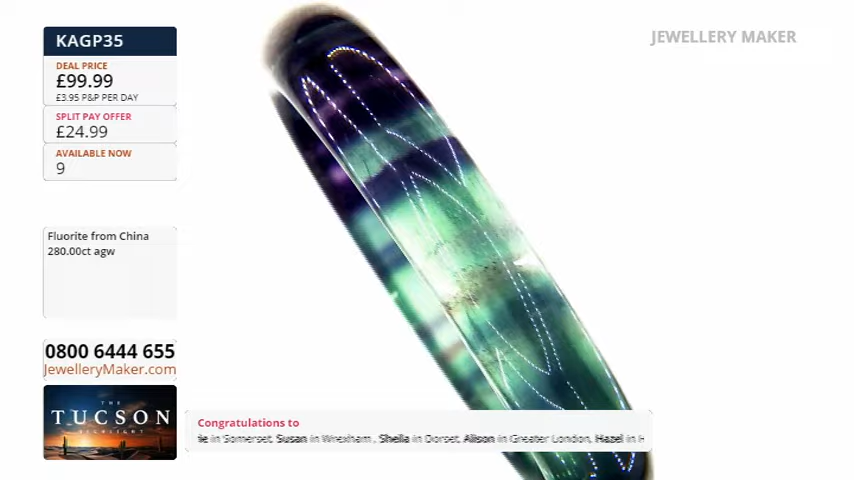 KAGP35
DEAL PRICE
£99.99
£3.95 P&P PER DAY
SPLIT PAY OFFER
£24.99
AVAILABLE NOW
9
Fluorite from China
280.00ct agw
0800 6444 655
JewelleryMaker.com
THE
TUCSON
HIGHLIGHT
JEWELLERY MAKER
Congratulations to
in Somerset, Susan in Wrexham , Sheila in Dorset, Alison in Greater London, Hazel in H